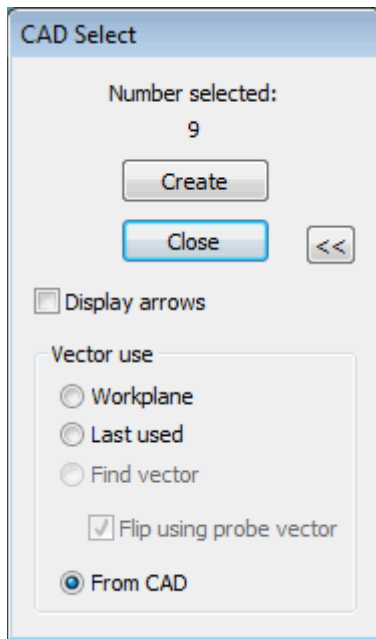 CAD Select
Number selected:
9
Create
Close
<<
Display arrows
Vector use
Workplane
Last used
Find vector
Flip using probe vector
From CAD